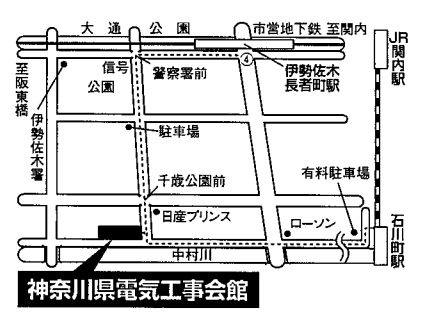 大通公園
市営地下鉄 至関内
JR
関内駅
④
伊勢佐木
長者町駅
信号
警察署前
公園
至阪東橋
伊勢佐木署
駐車場
千歳公園前
有料駐車場
日産プリンス
ローソン
石川町駅
中村川
神奈川県電気工事会館